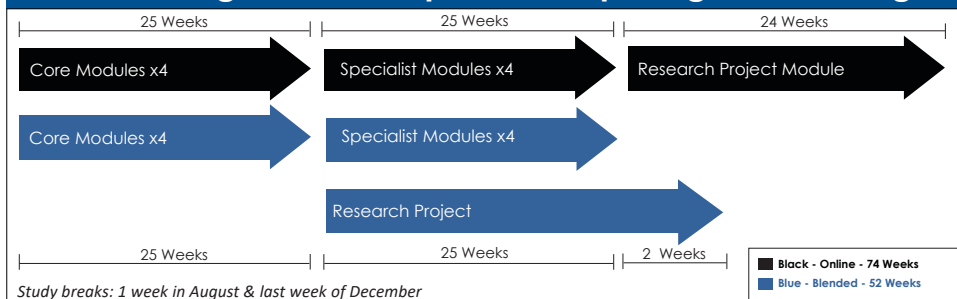 25 Weeks 25 Weeks 24 Weeks
Core Modules x4 Specialist Modules x4 Research Project Module
Core Modules x4 Specialist Modules x4
Research Project
25 Weeks 25 Weeks 2 Weeks
Black - Online - 74 Weeks
Blue - Blended - 52 Weeks
Study breaks: 1 week in August & last week of December